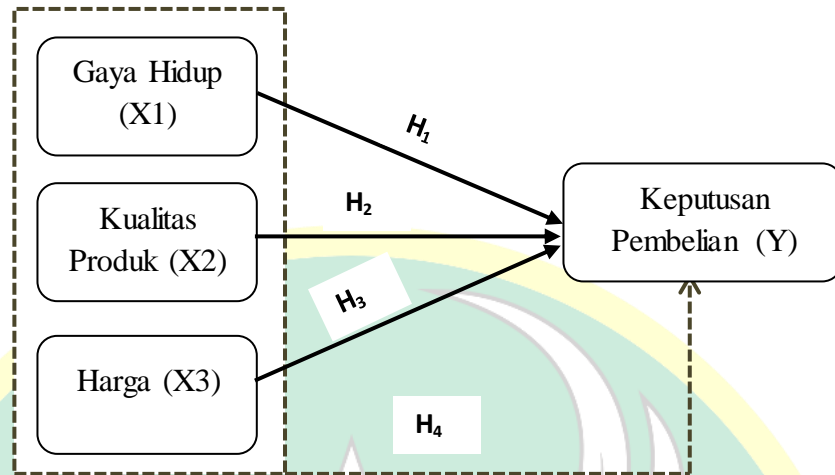 Gaya Hidup
(X1)
H₁
Kualitas
Produk (X2)
H₂
Keputusan
Pembelian (Y)
H₃
Harga (X3)
H₄